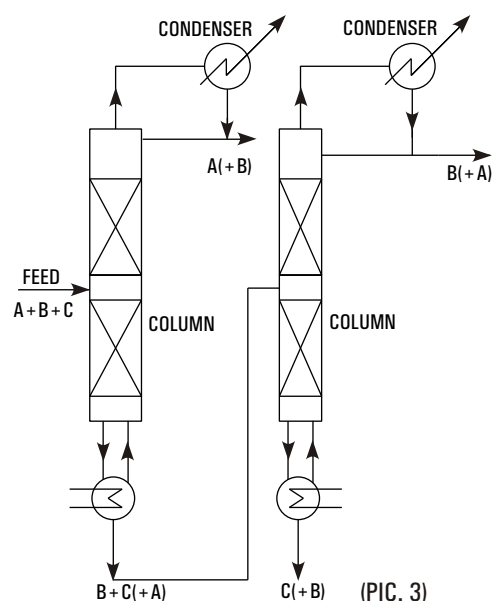 CONDENSER
CONDENSER
A(+B)
B(+A)
FEED
A+B+C
COLUMN
COLUMN
B+C(+A)
C(+B)
(PIC. 3)